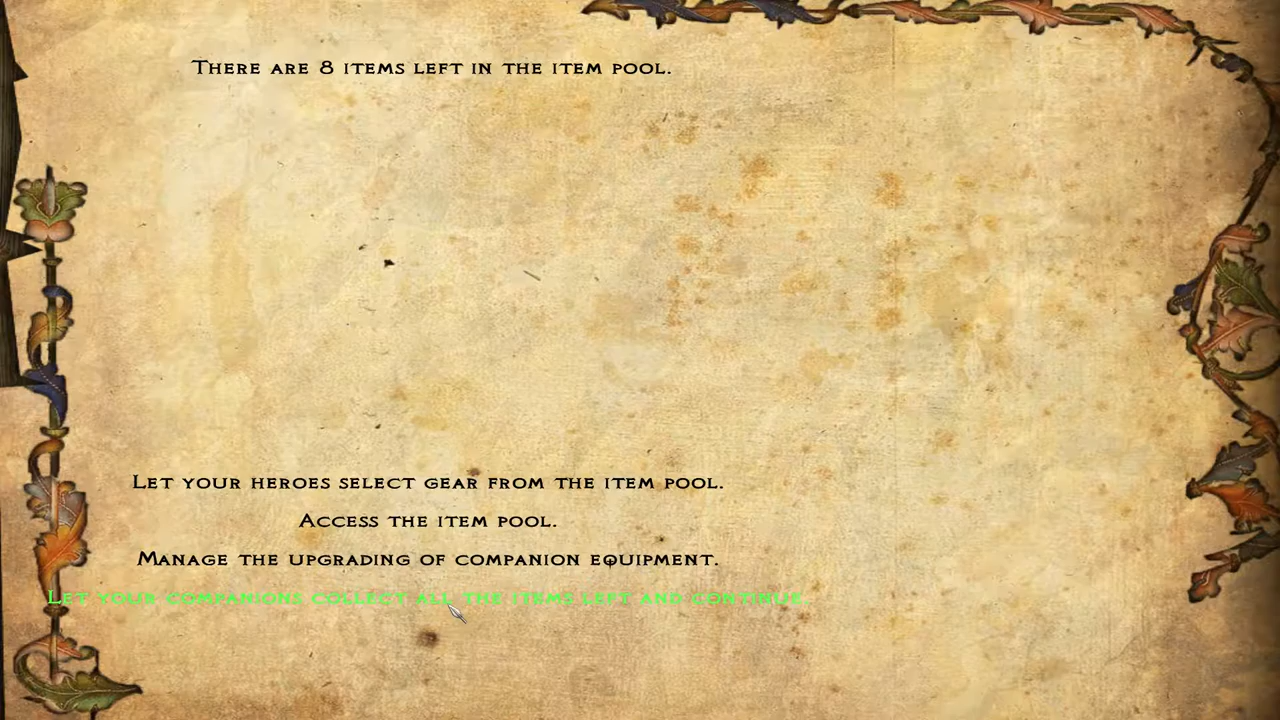 There are 8 items left in the item pool.
Let your heroes select gear from the item pool.
Access the item pool.
Manage the upgrading of companion equipment.
Let your companions collect all the items left and continue.